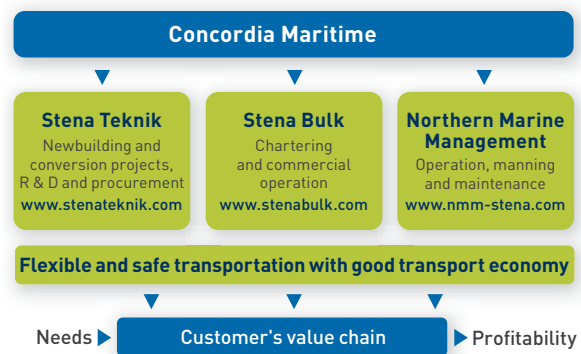 Concordia Maritime
Stena Teknik
Newbuilding and
conversion projects,
R & D and procurement
www.stenateknik.com
Stena Bulk
Chartering
and commercial
operation
www.stenabulk.com
Northern Marine
Management
Operation, manning
and maintenance
www.nmm-stena.com
Flexible and safe transportation with good transport economy
Needs
Customer's value chain
Profitability